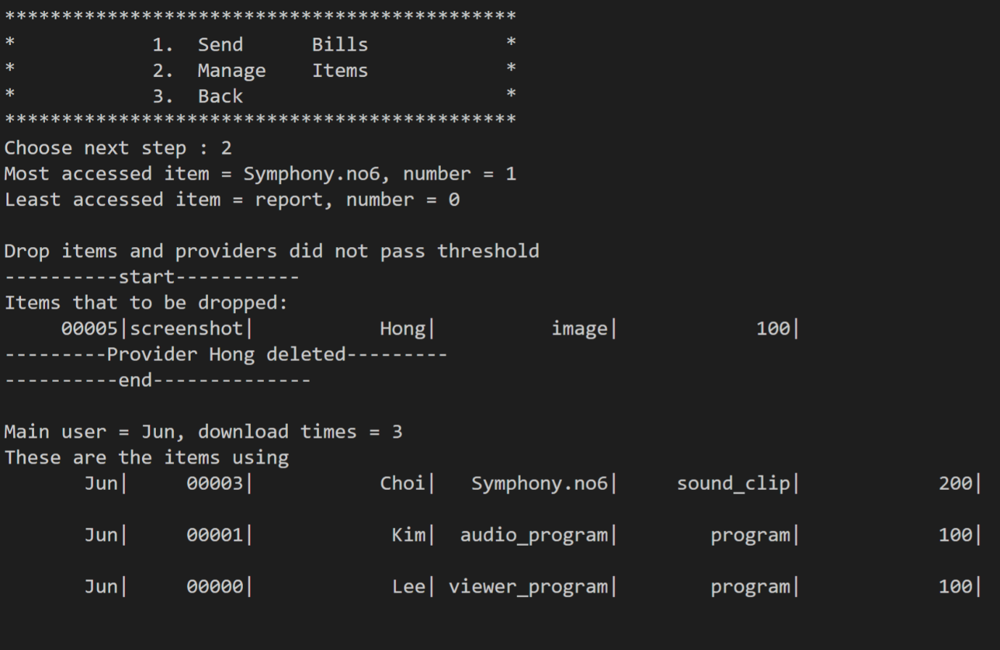 *********************************************
*            1.  Send      Bills            *
*            2.  Manage    Items            *
*            3.  Back                       *
*********************************************
Choose next step : 2
Most accessed item = Symphony.no6, number = 1
Least accessed item = report, number = 0

Drop items and providers did not pass threshold
----------start-----------
Items that to be dropped:
     00005|screenshot|           Hong|          image|            100|
---------Provider Hong deleted---------
----------end--------------

Main user = Jun, download times = 3
These are the items using
       Jun|     00003|           Choi|   Symphony.no6|     sound_clip|            200|

       Jun|     00001|            Kim|  audio_program|        program|            100|

       Jun|     00000|            Lee| viewer_program|        program|            100|